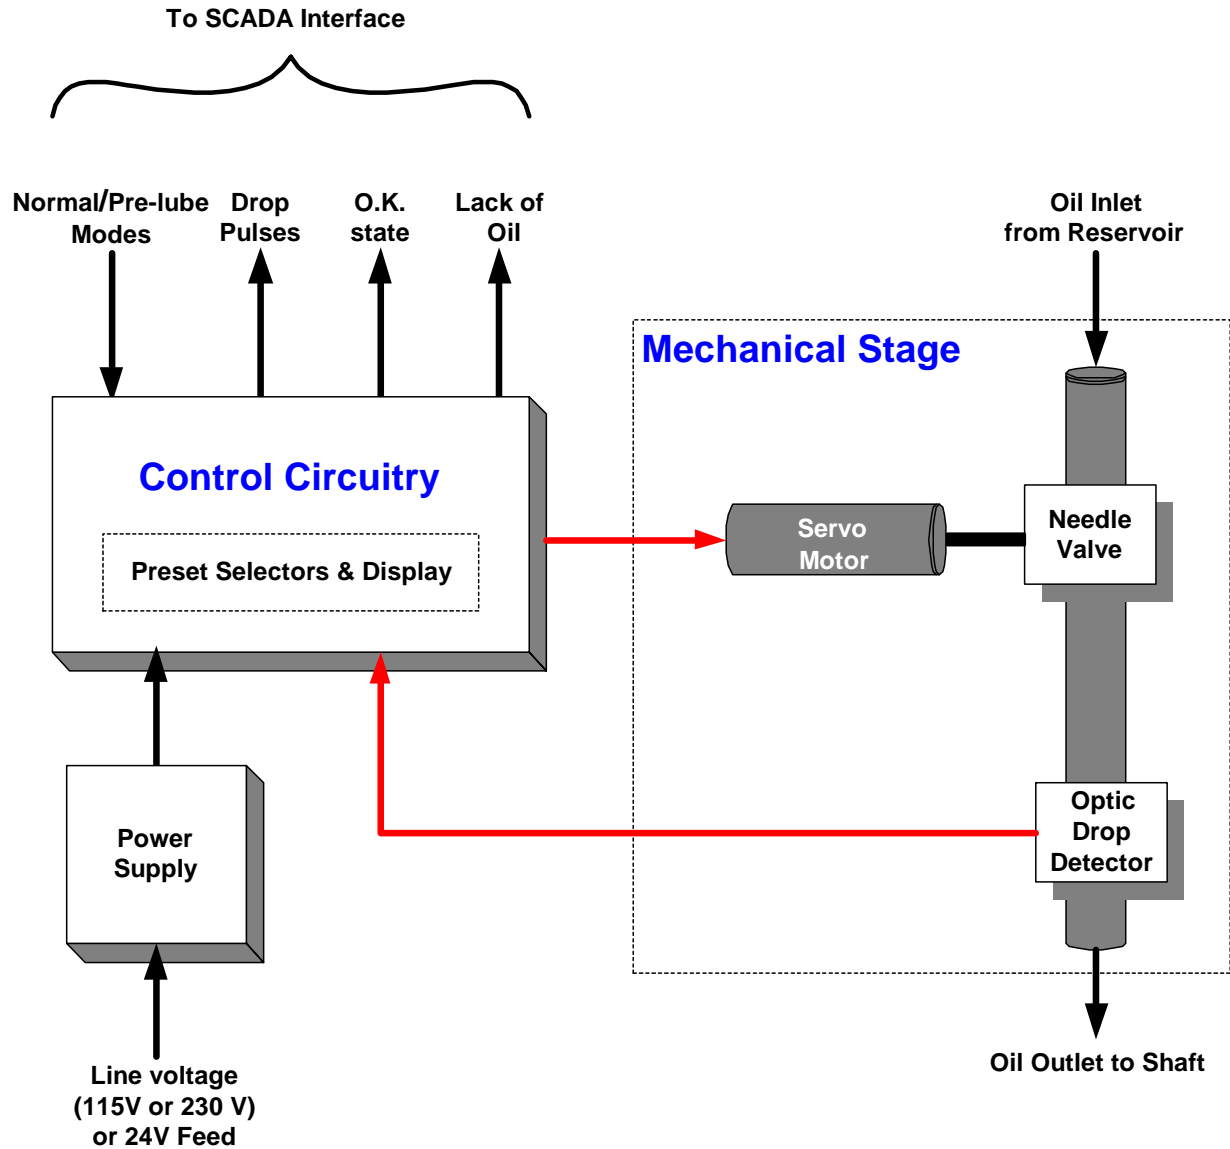 To SCADA Interface
Normal/Pre-lube
Modes
Drop
Pulses
O.K.
state
Lack of
Oil
Oil Inlet
from Reservoir
Mechanical Stage
Control Circuitry
Preset Selectors & Display
Servo
Motor
Needle
Valve
Optic
Drop
Detector
Power
Supply
Oil Outlet to Shaft
Line voltage
(115V or 230 V)
or 24V Feed